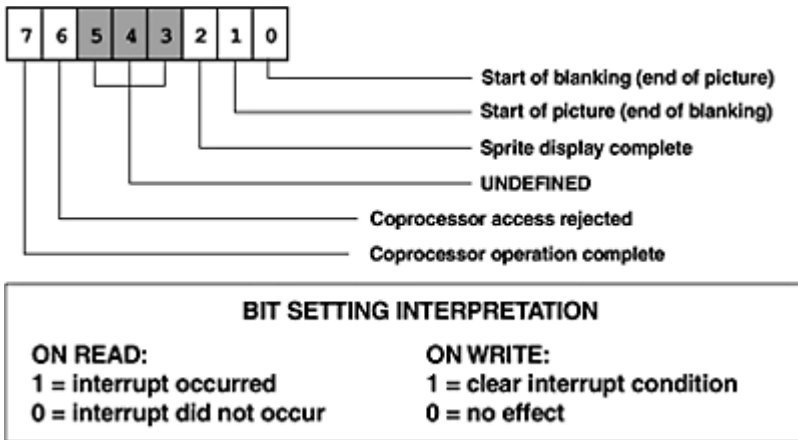 7 6 5 4 3 2 1 0
Start of blanking (end of picture)
Start of picture (end of blanking)
Sprite display complete
UNDEFINED
Coprocessor access rejected
Coprocessor operation complete
BIT SETTING INTERPRETATION
ON READ:
1 = interrupt occurred
0 = interrupt did not occur
ON WRITE:
1 = clear interrupt condition
0 = no effect